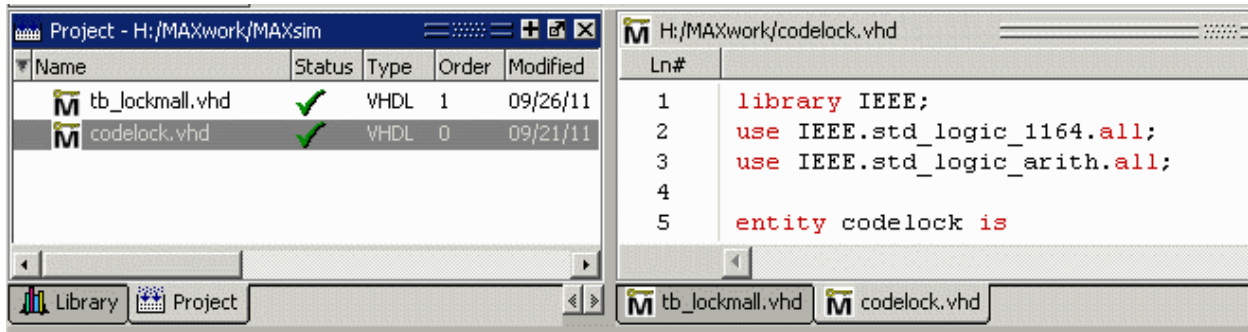 Project - H:/MAXwork/MAXsim
Name Status Type Order Modified
tb_lockmall.vhd VHDL 1 09/26/11
codelock.vhd VHDL 0 09/21/11
Library Project
H:/MAXwork/codelock.vhd
Ln#
1 library IEEE;
2 use IEEE.std_logic_1164.all;
3 use IEEE.std_logic_arith.all;
4
5 entity codelock is
tb_lockmall.vhd codelock.vhd